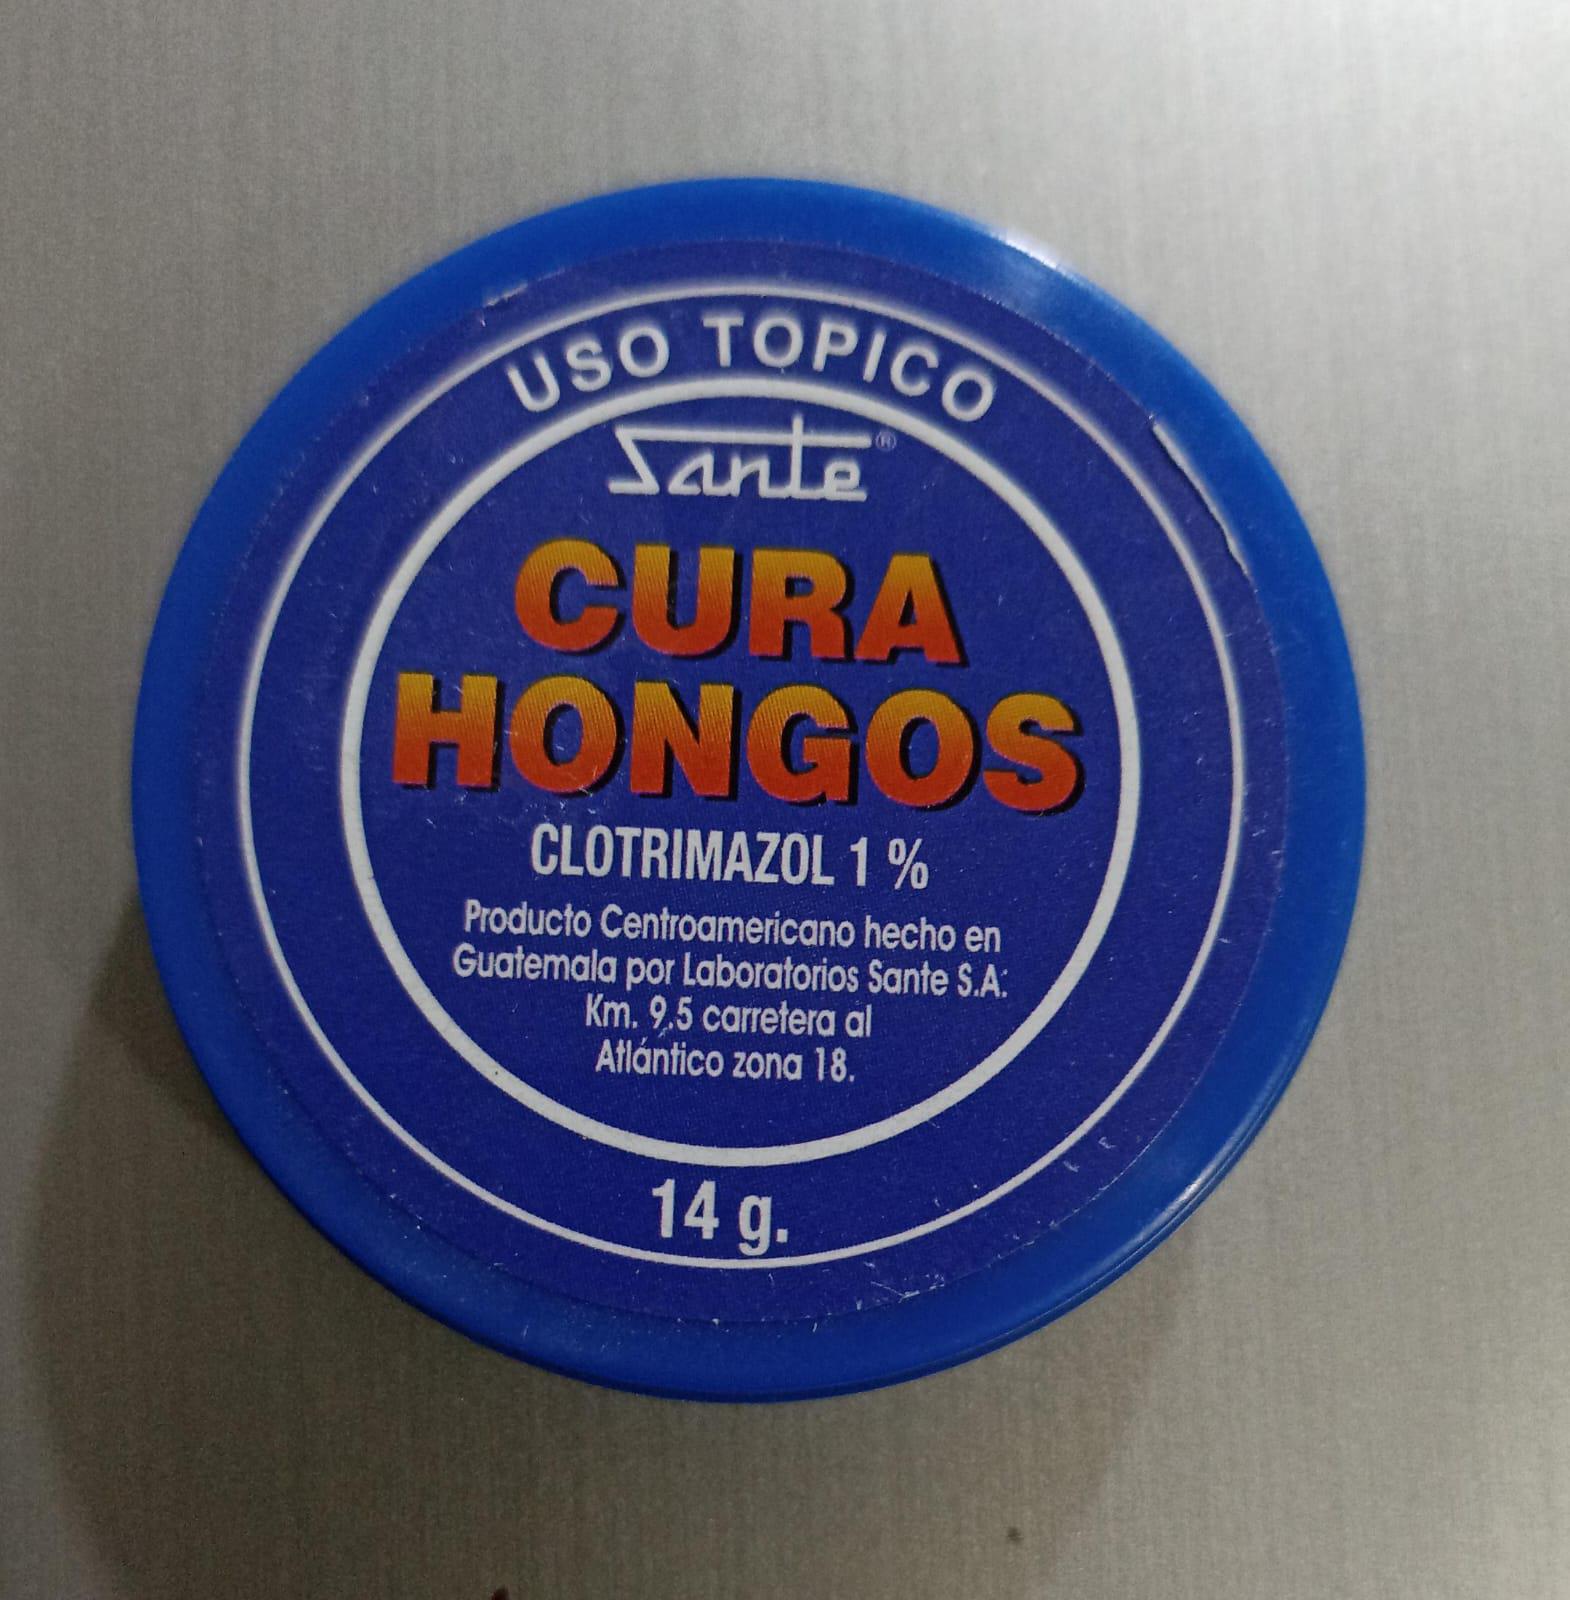 USO TOPICO
Sante®
CURA
HONGOS
CLOTRIMAZOL 1 %
Producto Centroamericano hecho en
Guatemala por Laboratorios Sante S.A.
Km. 9.5 carretera al
Atlántico zona 18.
14 g.